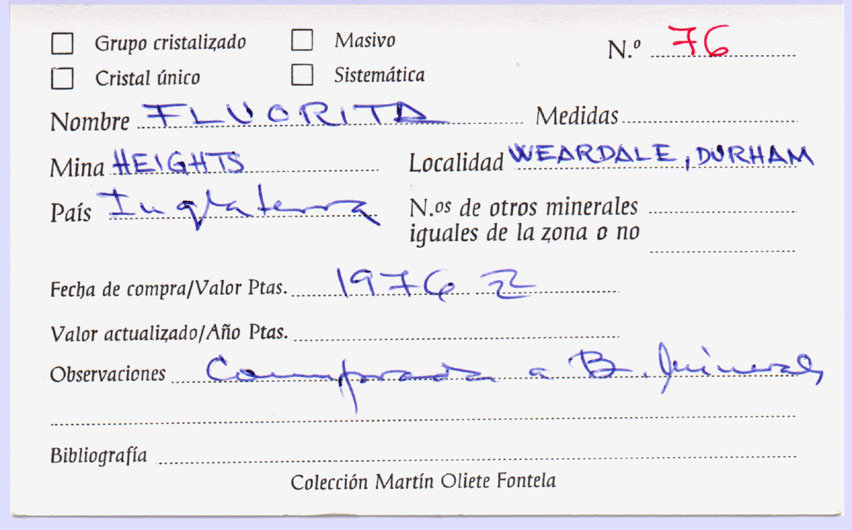 Grupo cristalizado Masivo N.º 76
Cristal único Sistemática
Nombre FLUORITA Medidas
Mina HEIGHTS Localidad WEARDALE, DURHAM
País Inglaterra N.os de otros minerales
iguales de la zona o no
Fecha de compra/Valor Ptas. 1976
Valor actualizado/Año Ptas.
Observaciones Comprada a B. Minerals
Bibliografía
Colección Martín Oliete Fontela